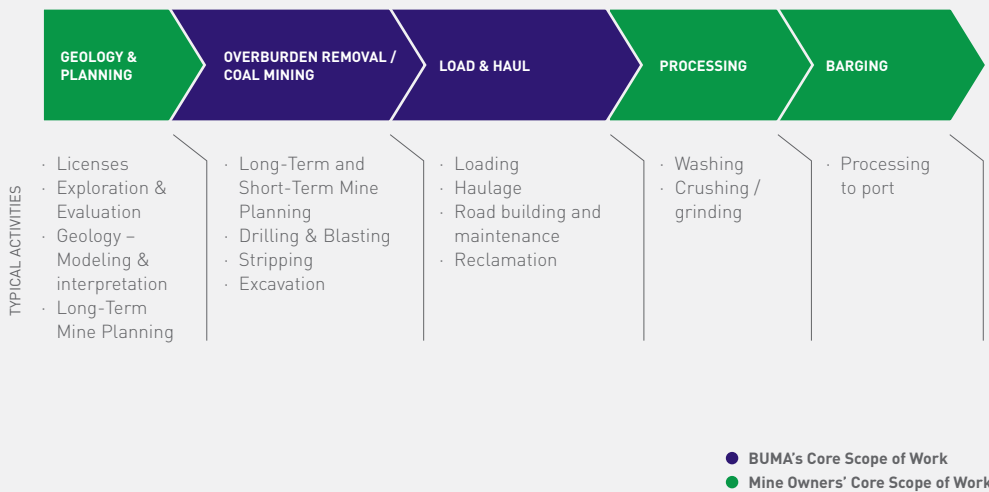 GEOLOGY &
PLANNING
OVERBURDEN REMOVAL /
COAL MINING
LOAD & HAUL
PROCESSING
BARGING
TYPICAL ACTIVITIES
· Licenses
· Exploration &
Evaluation
· Geology –
Modeling &
interpretation
· Long-Term
Mine Planning
· Long-Term and
Short-Term Mine
Planning
· Drilling & Blasting
· Stripping
· Excavation
· Loading
· Haulage
· Road building and
maintenance
· Reclamation
· Washing
· Crushing /
grinding
· Processing
to port
BUMA's Core Scope of Work
Mine Owners' Core Scope of Work